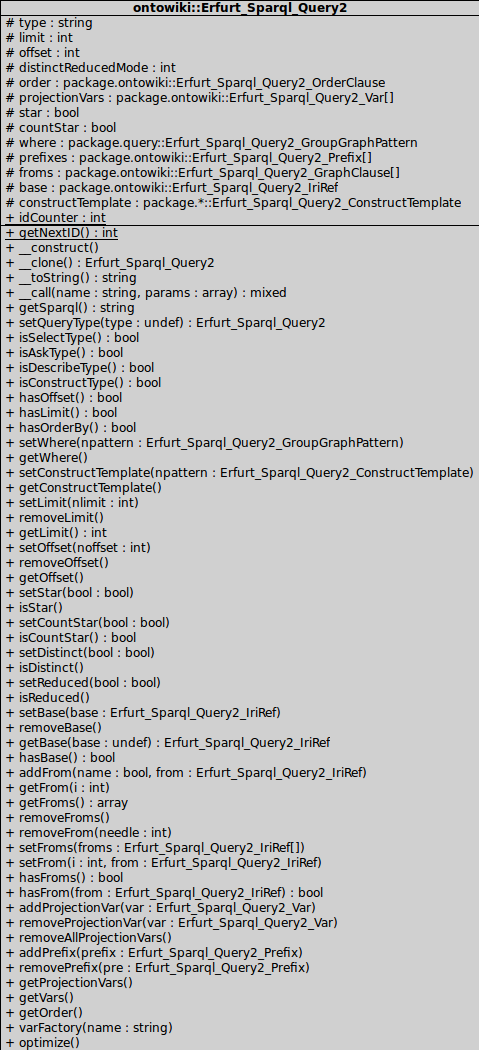 ontowiki::Erfurt_Sparql_Query2
# type : string
# limit : int
# offset : int
# distinctReducedMode : int
# order : package.ontowiki::Erfurt_Sparql_Query2_OrderClause
# projectionVars : package.ontowiki::Erfurt_Sparql_Query2_Var[]
# star : bool
# countStar : bool
# where : package.query::Erfurt_Sparql_Query2_GroupGraphPattern
# prefixes : package.ontowiki::Erfurt_Sparql_Query2_Prefix[]
# froms : package.ontowiki::Erfurt_Sparql_Query2_GraphClause[]
# base : package.ontowiki::Erfurt_Sparql_Query2_IriRef
# constructTemplate : package.*::Erfurt_Sparql_Query2_ConstructTemplate
+ idCounter : int
+ getNextID() : int
+ __construct()
+ __clone() : Erfurt_Sparql_Query2
+ __toString() : string
+ __call(name : string, params : array) : mixed
+ getSparql() : string
+ setQueryType(type : undef) : Erfurt_Sparql_Query2
+ isSelectType() : bool
+ isAskType() : bool
+ isDescribeType() : bool
+ isConstructType() : bool
+ hasOffset() : bool
+ hasLimit() : bool
+ hasOrderBy() : bool
+ setWhere(npattern : Erfurt_Sparql_Query2_GroupGraphPattern)
+ getWhere()
+ setConstructTemplate(npattern : Erfurt_Sparql_Query2_ConstructTemplate)
+ getConstructTemplate()
+ setLimit(nlimit : int)
+ removeLimit()
+ getLimit() : int
+ setOffset(noffset : int)
+ removeOffset()
+ getOffset()
+ setStar(bool : bool)
+ isStar()
+ setCountStar(bool : bool)
+ isCountStar() : bool
+ setDistinct(bool : bool)
+ isDistinct()
+ setReduced(bool : bool)
+ isReduced()
+ setBase(base : Erfurt_Sparql_Query2_IriRef)
+ removeBase()
+ getBase(base : undef) : Erfurt_Sparql_Query2_IriRef
+ hasBase() : bool
+ addFrom(name : bool, from : Erfurt_Sparql_Query2_IriRef)
+ getFrom(i : int)
+ getFroms() : array
+ removeFroms()
+ removeFrom(needle : int)
+ setFroms(froms : Erfurt_Sparql_Query2_IriRef[])
+ setFrom(i : int, from : Erfurt_Sparql_Query2_IriRef)
+ hasFroms() : bool
+ hasFrom(from : Erfurt_Sparql_Query2_IriRef) : bool
+ addProjectionVar(var : Erfurt_Sparql_Query2_Var)
+ removeProjectionVar(var : Erfurt_Sparql_Query2_Var)
+ removeAllProjectionVars()
+ addPrefix(prefix : Erfurt_Sparql_Query2_Prefix)
+ removePrefix(pre : Erfurt_Sparql_Query2_Prefix)
+ getProjectionVars()
+ getVars()
+ getOrder()
+ varFactory(name : string)
+ optimize()